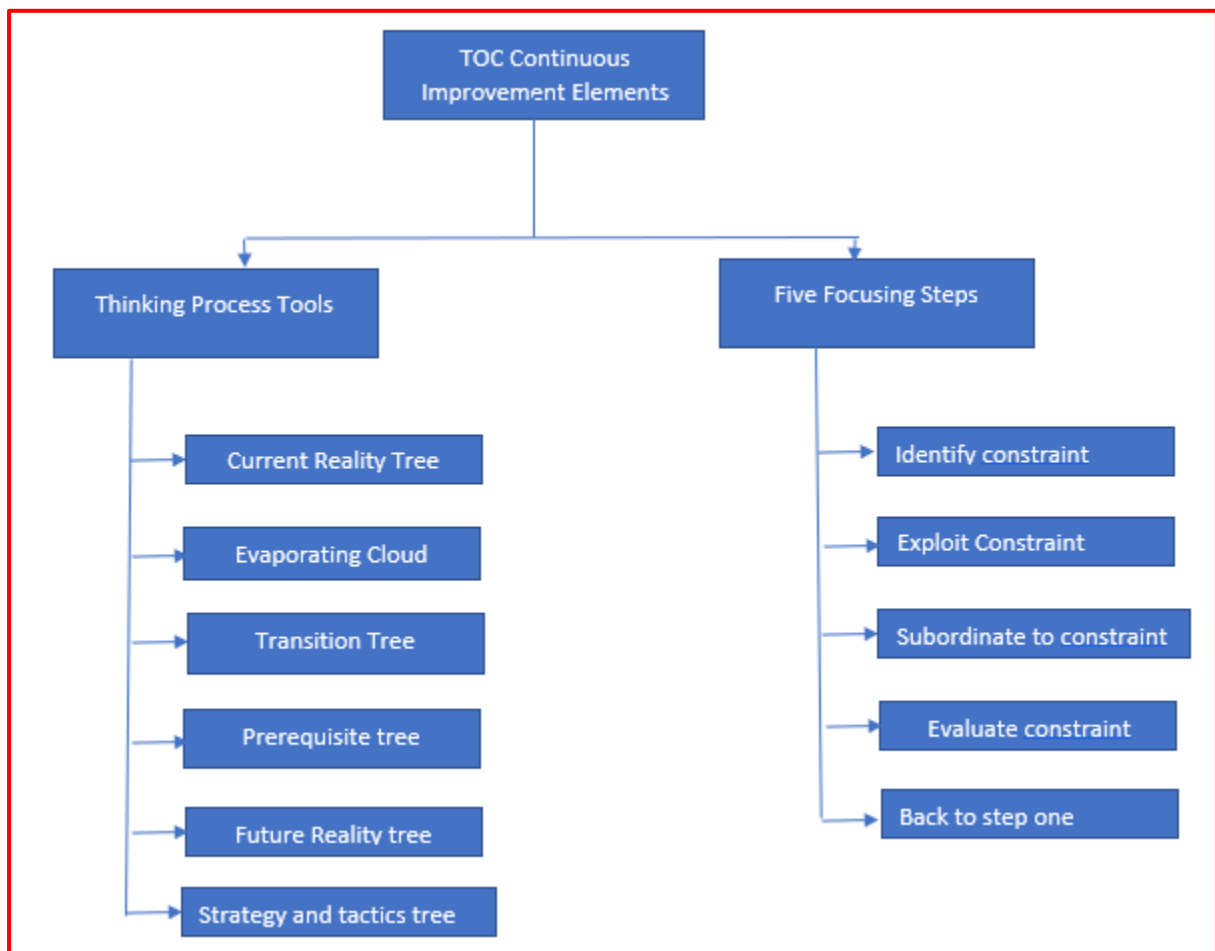 TOC Continuous
Improvement Elements
Thinking Process Tools
Five Focusing Steps
Current Reality Tree
Evaporating Cloud
Transition Tree
Prerequisite tree
Future Reality tree
Strategy and tactics tree
Identify constraint
Exploit Constraint
Subordinate to constraint
Evaluate constraint
Back to step one